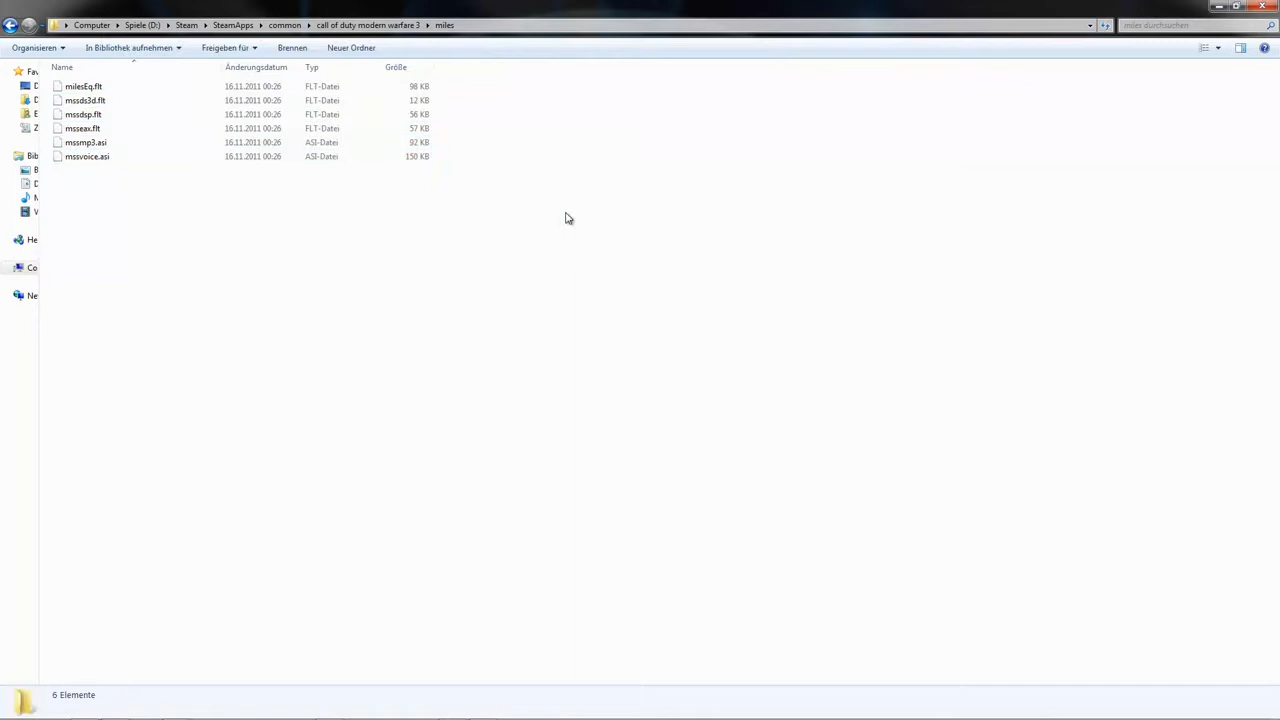 Computer Spiele (D:) Steam SteamApps common call of duty modern warfare 3 miles miles durchsuchen
Organisieren In Bibliothek aufnehmen Freigeben für Brennen Neuer Ordner
Name Änderungsdatum Typ Größe
Fav
milesEq.flt 16.11.2011 00:26 FLT-Datei 98 KB
D
mssds3d.flt 16.11.2011 00:26 FLT-Datei 12 KB
D
mssdsp.flt 16.11.2011 00:26 FLT-Datei 56 KB
E
msseax.flt 16.11.2011 00:26 FLT-Datei 57 KB
Z
mssmp3.asi 16.11.2011 00:26 ASI-Datei 92 KB
mssvoice.asi 16.11.2011 00:26 ASI-Datei 150 KB
Bib
B
D
M
V
He
Co
Ne
6 Elemente